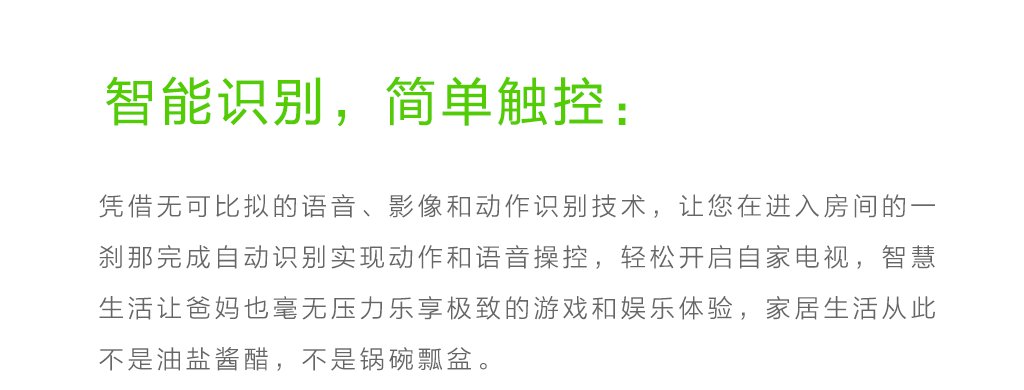 智能识别，简单触控：
凭借无可比拟的语音、影像和动作识别技术，让您在进入房间的一
刹那完成自动识别实现动作和语音操控，轻松开启自家电视，智慧
生活让爸妈也毫无压力乐享极致的游戏和娱乐体验，家居生活从此
不是油盐酱醋，不是锅碗瓢盆。